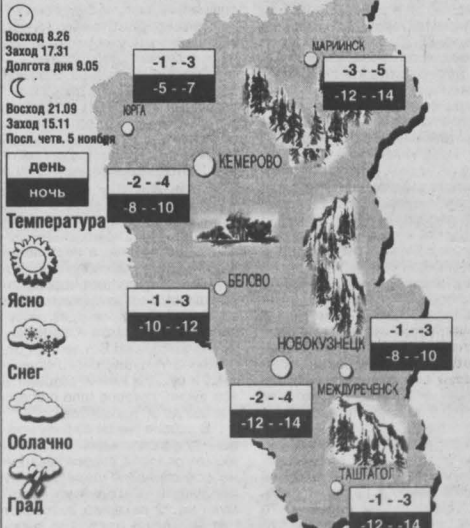 Восход 8.26
Заход 17.31
Долгота дня 9.05
Восход 21.09
Заход 15.11
Посл. четв. 5 ноября
день
ночь
Температура
Ясно
Снег
Облачно
Град
МАРИИНСК
-3 - -5
-12 - -14
-1 - -3
-5 - -7
ЮРГА
КЕМЕРОВО
-2 - -4
-8 - -10
БЕЛОВО
-1 - -3
-10 - -12
НОВОКУЗНЕЦК
-2 - -4
-12 - -14
-1 - -3
-8 - -10
МЕЖДУРЕЧЕНСК
ТАШТАГОЛ
-1 - -3
-12 - -14